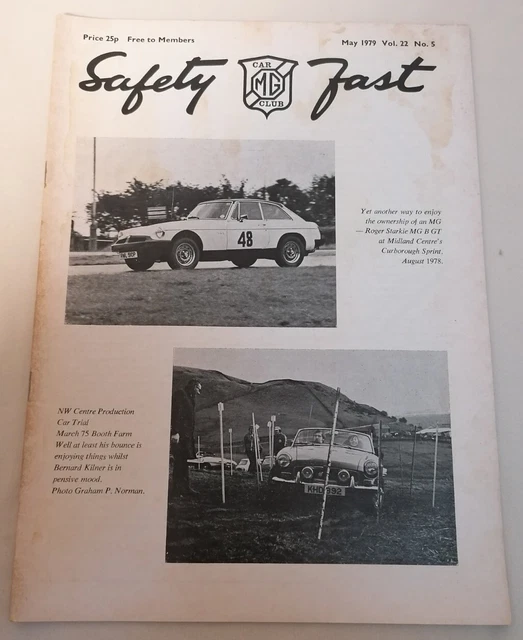 Price 25p Free to Members
May 1979 Vol. 22 No. 5
Safety Fast
CAR
MG
CLUB
48
Yet another way to enjoy
the ownership of an MG
— Roger Starkie MG B GT
at Midland Centre's
Curborough Sprint,
August 1978.
NW Centre Production
Car Trial
March 75 Booth Farm
Well at least his bounce is
enjoying things whilst
Bernard Kilner is in
pensive mood.
Photo Graham P. Norman.